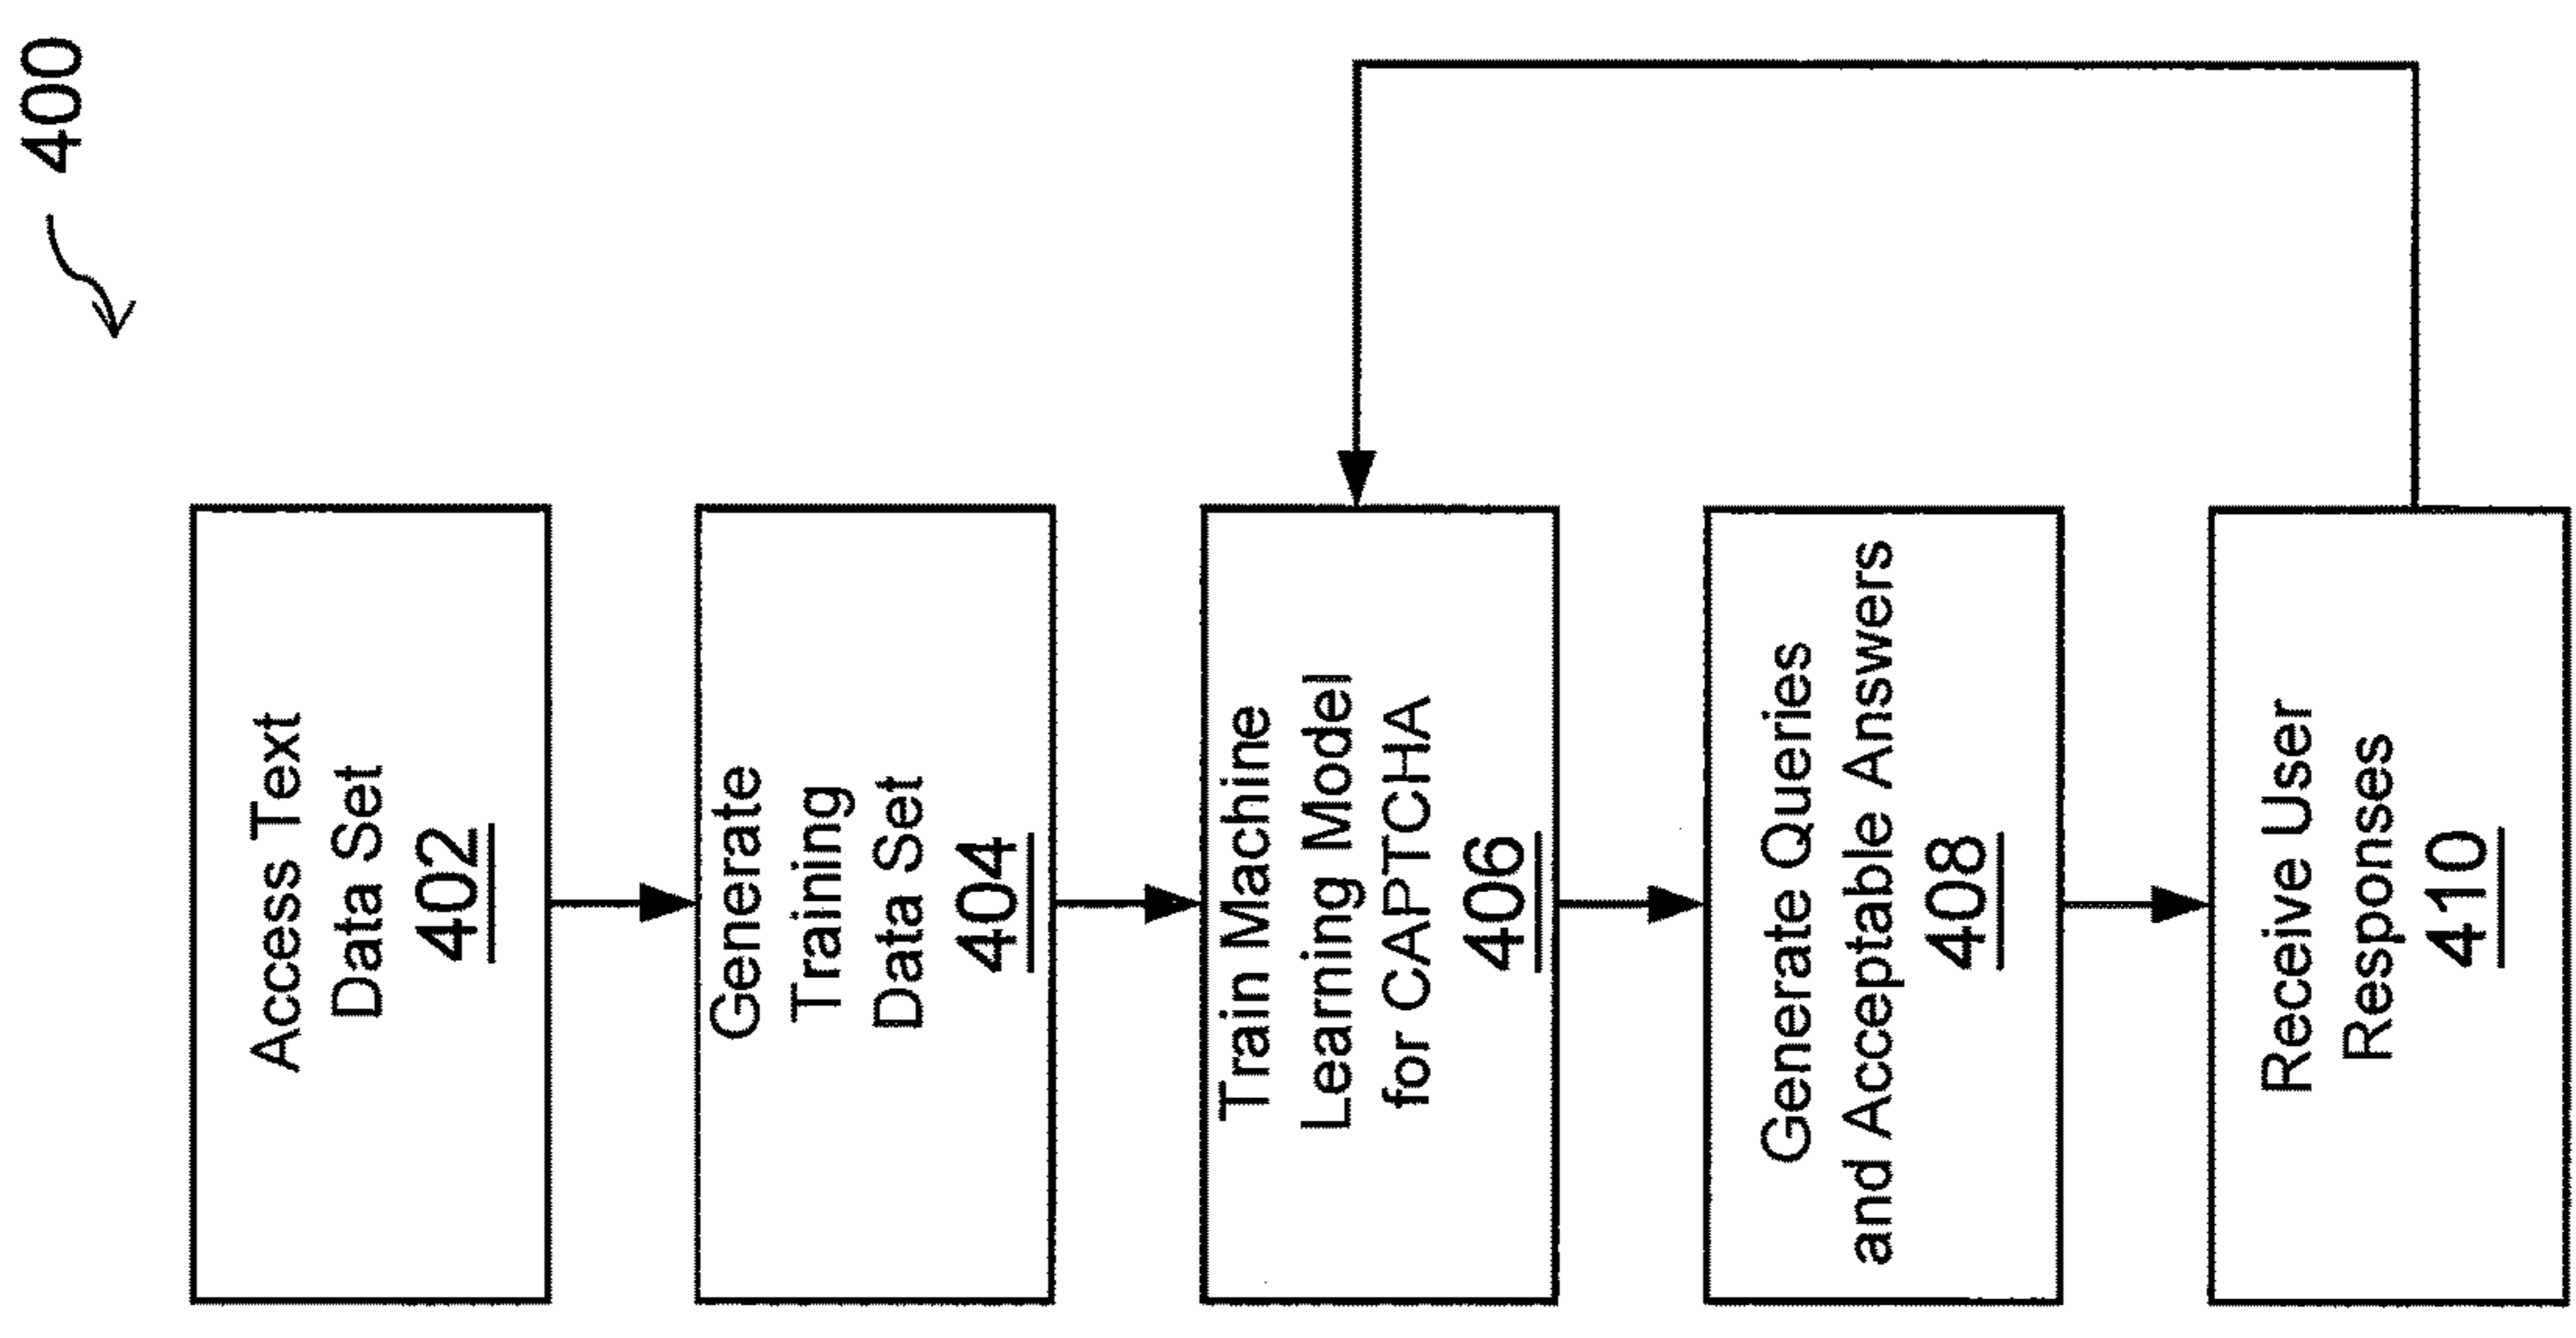 400
Access Text
Data Set
402
Generate
Training
Data Set
404
Train Machine
Learning Model
for CAPTCHA
406
Generate Queries
and Acceptable Answers
408
Receive User
Responses
410